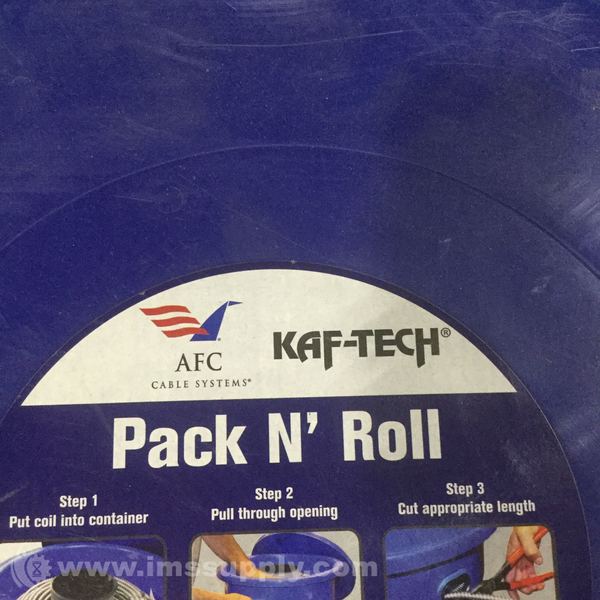 AFC
CABLE SYSTEMS®
KAF-TECH®
Pack N' Roll
Step 1
Put coil into container
Step 2
Pull through opening
Step 3
Cut appropriate length
www.imssupply.com